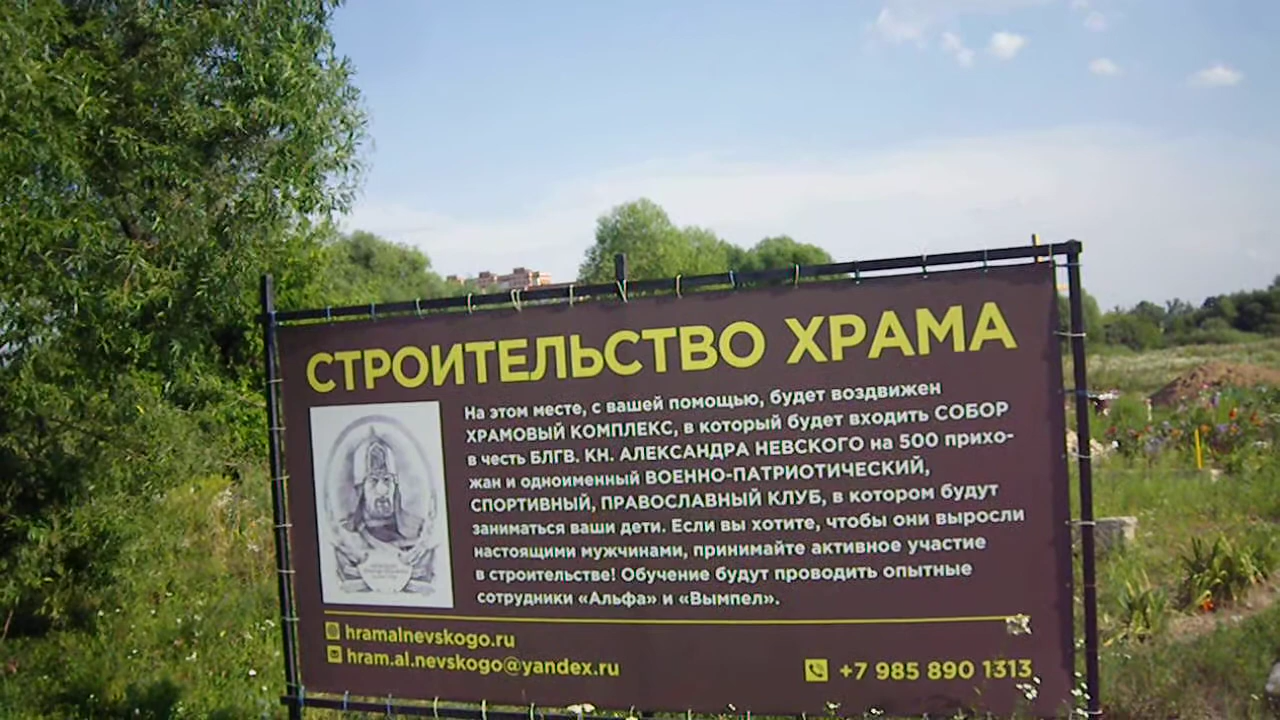 СТРОИТЕЛЬСТВО ХРАМА
На этом месте, с вашей помощью, будет воздвижен
ХРАМОВЫЙ КОМПЛЕКС, в который будет входить СОБОР
в честь БЛГВ. КН. АЛЕКСАНДРА НЕВСКОГО на 500 прихо-
жан и одноименный ВОЕННО-ПАТРИОТИЧЕСКИЙ,
СПОРТИВНЫЙ, ПРАВОСЛАВНЫЙ КЛУБ, в котором будут
заниматься ваши дети. Если вы хотите, чтобы они выросли
настоящими мужчинами, принимайте активное участие
в строительстве! Обучение будут проводить опытные
сотрудники «Альфа» и «Вымпел».
hramalnevskogo.ru
hram.al.nevskogo@yandex.ru
+7 985 890 1313